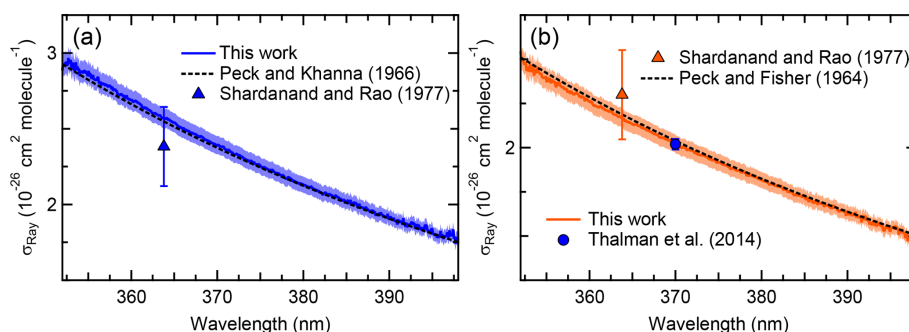 (a)
This work
Peck and Khanna (1966)
Shardanand and Rao (1977)
3
2
σRay (10-26 cm2 molecule-1)
360
370
380
390
Wavelength (nm)
(b)
Shardanand and Rao (1977)
Peck and Fisher (1964)
2
This work
Thalman et al. (2014)
σRay (10-26 cm2 molecule-1)
360
370
380
390
Wavelength (nm)